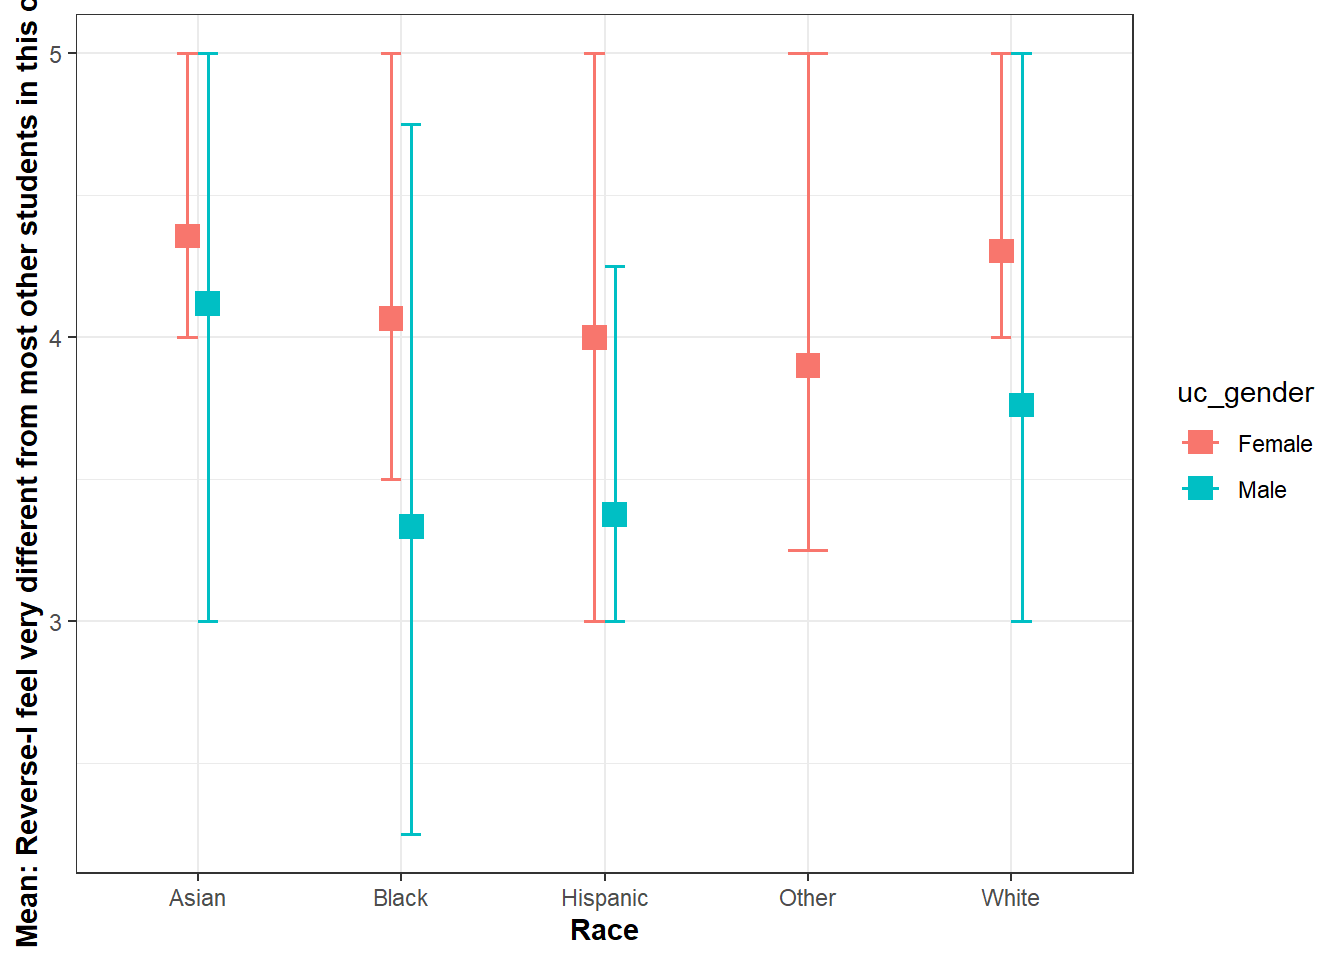 Mean: Reverse-I feel very different from most other students in this
5
4
3
Asian
Black
Hispanic
Other
White
Race
uc_gender
Female
Male